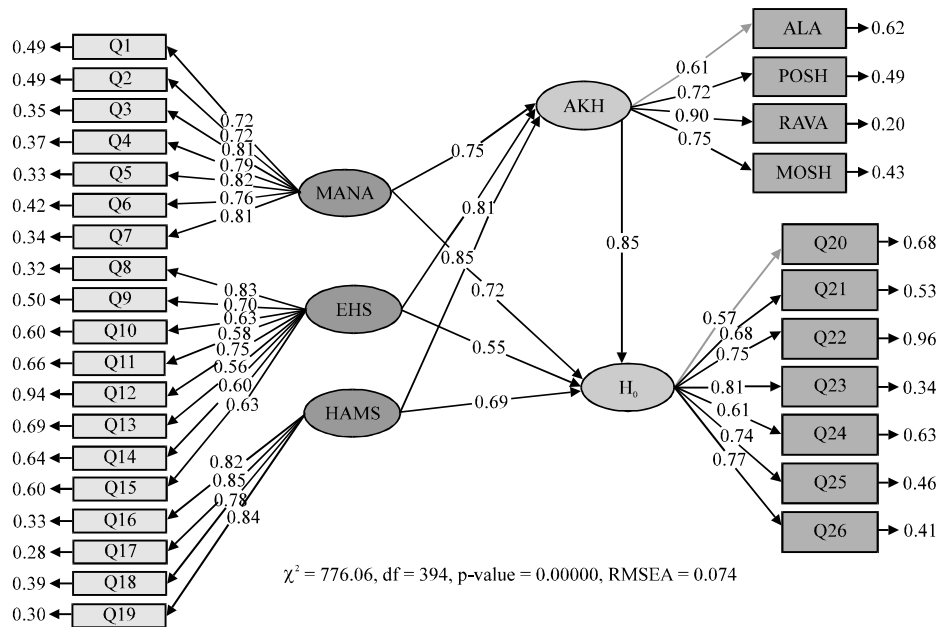 0.49 Q1
0.49 Q2
0.35 Q3
0.37 Q4
0.33 Q5
0.42 Q6
0.34 Q7
0.32 Q8
0.50 Q9
0.60 Q10
0.66 Q11
0.94 Q12
0.69 Q13
0.64 Q14
0.60 Q15
0.33 Q16
0.28 Q17
0.39 Q18
0.30 Q19
0.72
0.72
0.81
0.79
0.82
0.76
0.81
0.83
0.70
0.63
0.58
0.75
0.56
0.60
0.63
0.82
0.85
0.78
0.84
MANA
EHS
HAMS
0.75
0.81
0.85
0.72
0.55
0.69
AKH
0.85
H₀
0.61
0.72
0.90
0.75
ALA 0.62
POSH 0.49
RAVA 0.20
MOSH 0.43
0.57
0.68
0.75
0.81
0.61
0.74
0.77
Q20 0.68
Q21 0.53
Q22 0.96
Q23 0.34
Q24 0.63
Q25 0.46
Q26 0.41
χ² = 776.06, df = 394, p-value = 0.00000, RMSEA = 0.074